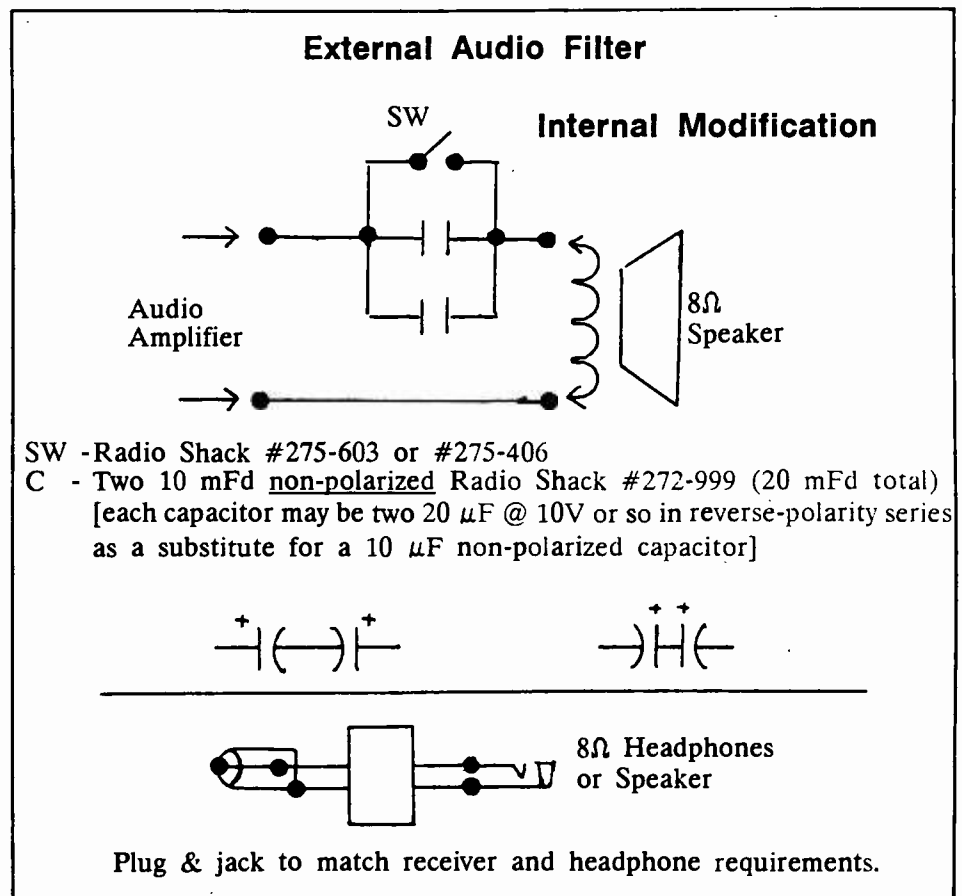 External Audio Filter
SW
Internal Modification
Audio
Amplifier
8Ω
Speaker
SW - Radio Shack #275-603 or #275-406
C - Two 10 mFd non-polarized Radio Shack #272-999 (20 mFd total)
[each capacitor may be two 20 μF @ 10V or so in reverse-polarity series
as a substitute for a 10 μF non-polarized capacitor]
+ +
+ +
8Ω Headphones
or Speaker
Plug & jack to match receiver and headphone requirements.